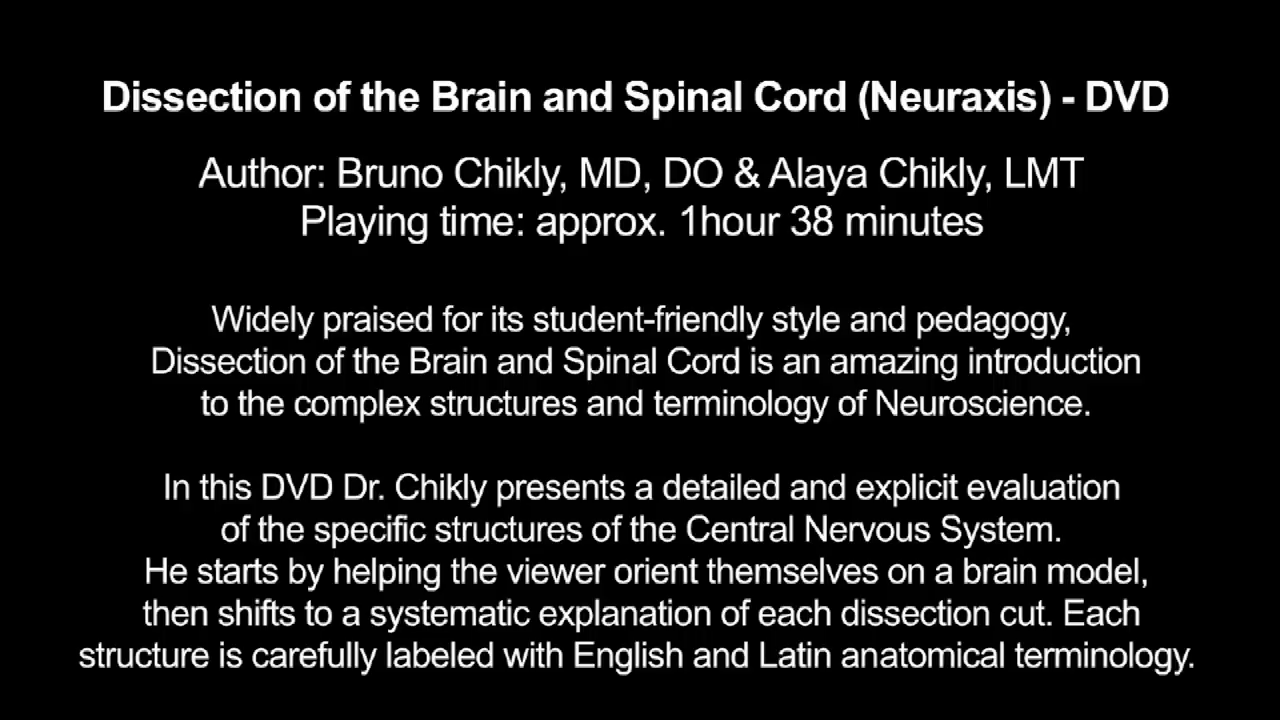 Dissection of the Brain and Spinal Cord (Neuraxis) - DVD
Author: Bruno Chikly, MD, DO & Alaya Chikly, LMT
Playing time: approx. 1hour 38 minutes
Widely praised for its student-friendly style and pedagogy,
Dissection of the Brain and Spinal Cord is an amazing introduction
to the complex structures and terminology of Neuroscience.
In this DVD Dr. Chikly presents a detailed and explicit evaluation
of the specific structures of the Central Nervous System.
He starts by helping the viewer orient themselves on a brain model,
then shifts to a systematic explanation of each dissection cut. Each
structure is carefully labeled with English and Latin anatomical terminology.